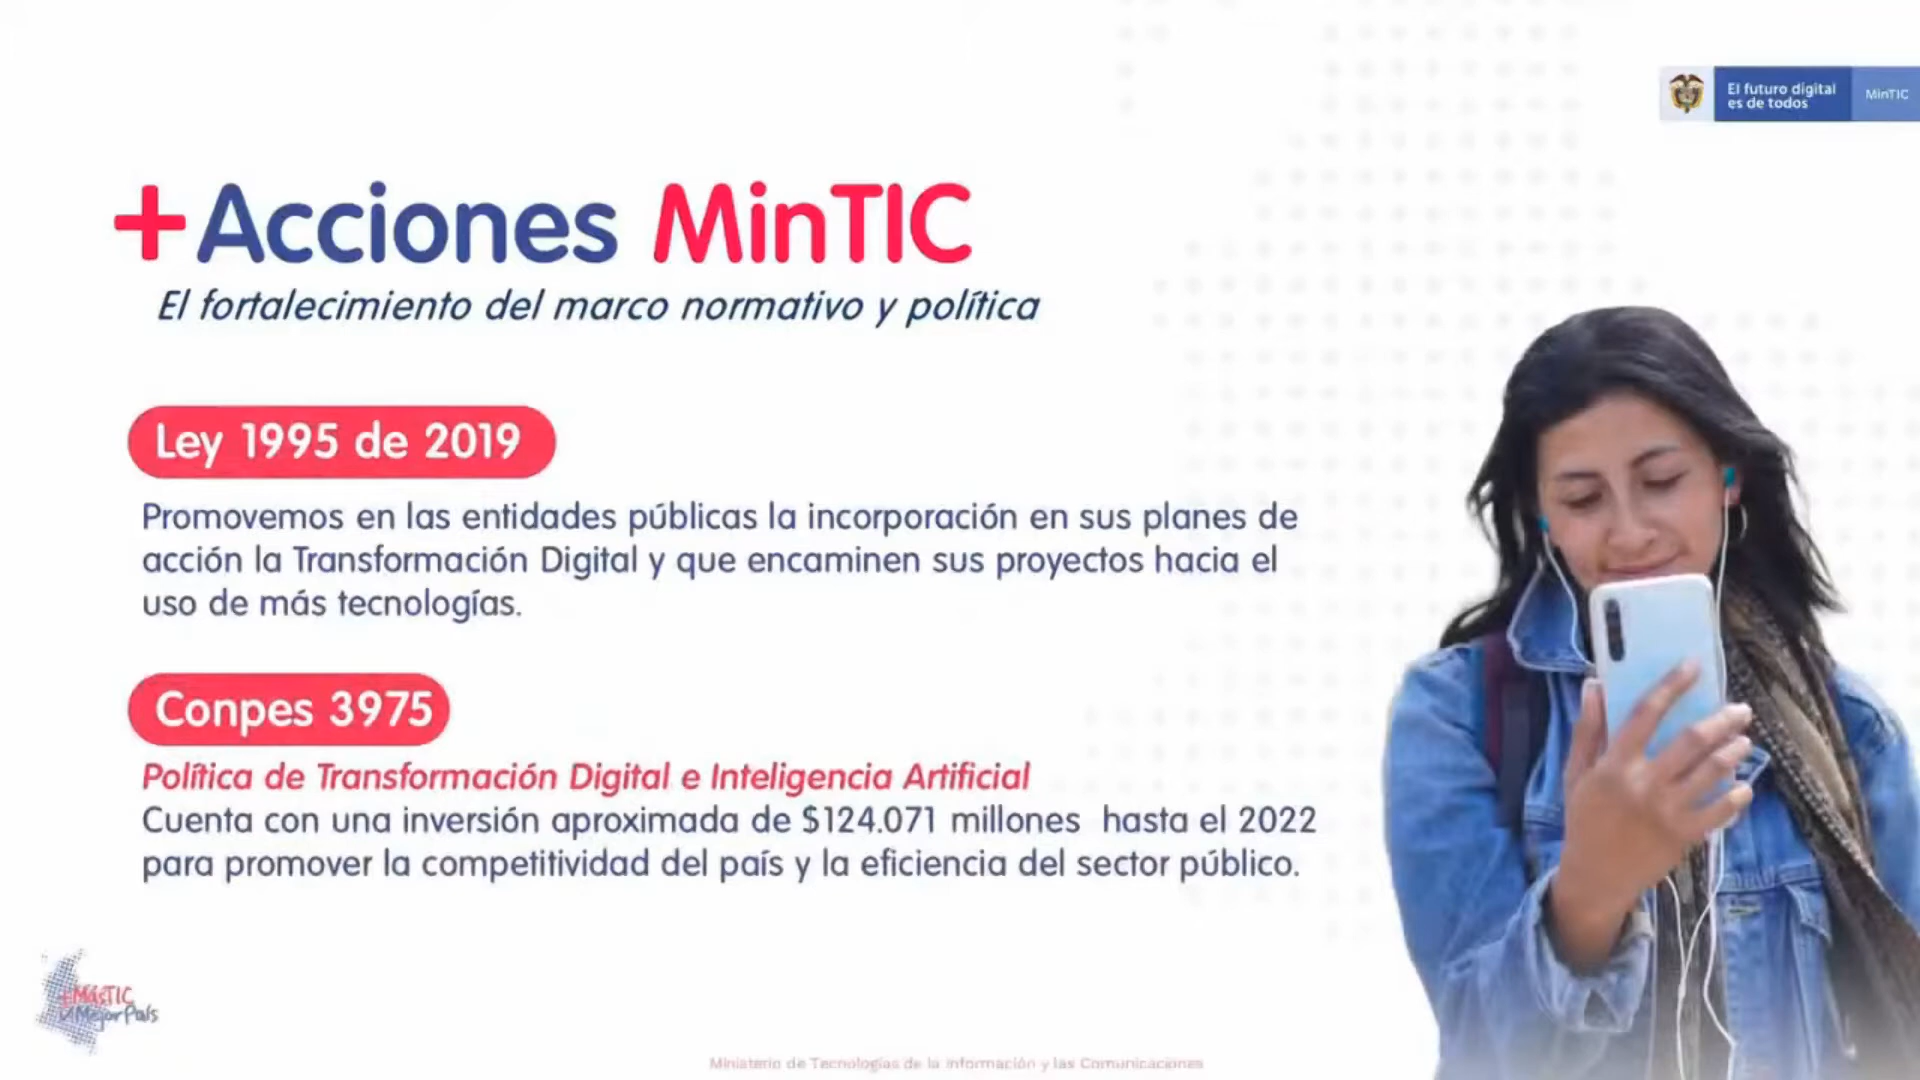 El futuro digital
es de todos
MinTIC
+Acciones MinTIC
El fortalecimiento del marco normativo y política
Ley 1995 de 2019
Promovemos en las entidades públicas la incorporación en sus planes de
acción la Transformación Digital y que encaminen sus proyectos hacia el
uso de más tecnologías.
Conpes 3975
Política de Transformación Digital e Inteligencia Artificial
Cuenta con una inversión aproximada de $124.071 millones hasta el 2022
para promover la competitividad del país y la eficiencia del sector público.
+MásTIC
MejorPaís
Ministerio de Tecnologías de la Información y las Comunicaciones